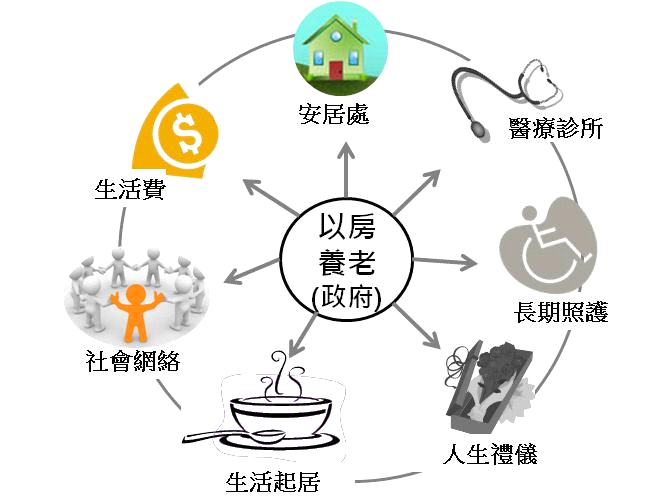 安居處
醫療診所
生活費
以房
養老
(政府)
長期照護
社會網絡
人生禮儀
生活起居